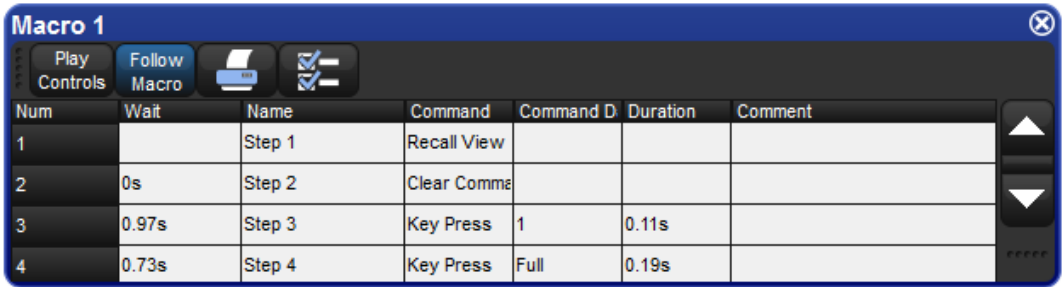 Macro 1
Play Controls
Follow Macro
Num Wait Name Command Command D Duration Comment
1 Step 1 Recall View
2 0s Step 2 Clear Comma
3 0.97s Step 3 Key Press 1 0.11s
4 0.73s Step 4 Key Press Full 0.19s